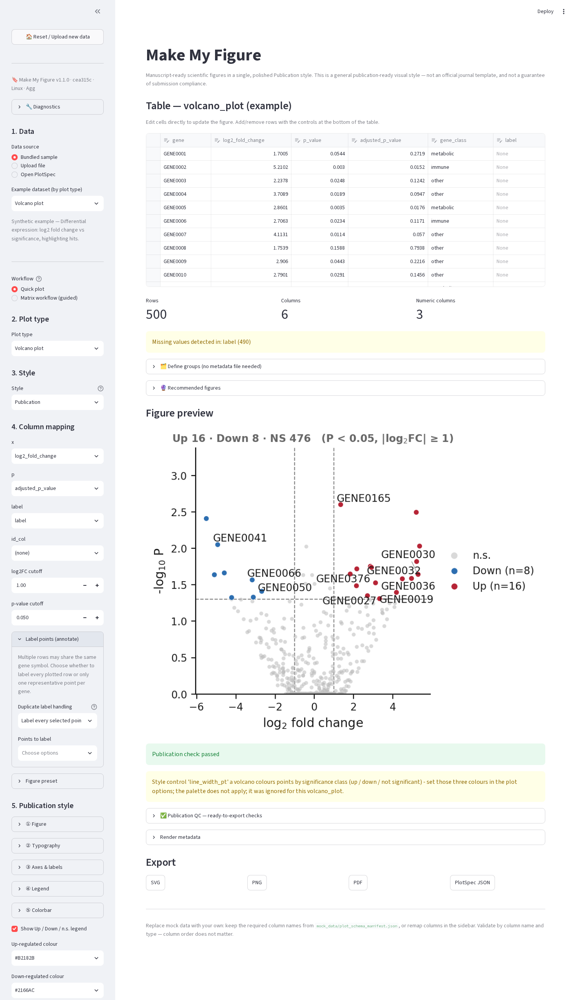 🏠 Reset / Upload new data
🔖 Make My Figure v1.1.0 · cea315c ·
Linux · Agg
🔧 Diagnostics
1. Data
Data source
Bundled sample
Upload file
Open PlotSpec
Example dataset (by plot type)
Volcano plot
Synthetic example — Differential
expression: log2 fold change vs
significance, highlighting hits.
Workflow
Quick plot
Matrix workflow (guided)
2. Plot type
Plot type
Volcano plot
3. Style
Style
Publication
4. Column mapping
x
log2_fold_change
p
adjusted_p_value
label
label
id_col
(none)
log2FC cutoff
1.00
p-value cutoff
0.050
Label points (annotate)
Multiple rows may share the same
gene symbol. Choose whether to
label every plotted row or only
one representative point per
gene.
Duplicate label handling
Label every selected poin
Points to label
Choose options
Figure preset
5. Publication style
① Figure
② Typography
③ Axes & labels
④ Legend
⑤ Colorbar
Show Up / Down / n.s. legend
Up-regulated colour
#B2182B
Down-regulated colour
#2166AC
Deploy
Make My Figure
Manuscript-ready scientific figures in a single, polished Publication style. This is a general publication-ready visual style — not an official journal template, and not a guarantee
of submission compliance.
Table — volcano_plot (example)
Edit cells directly to update the figure. Add/remove rows with the controls at the bottom of the table.
gene log2_fold_change p_value adjusted_p_value gene_class label
GENE0001 1.7005 0.0544 0.2719 metabolic None
GENE0002 5.2102 0.003 0.0152 immune None
GENE0003 2.2378 0.0248 0.1242 other None
GENE0004 3.7089 0.0189 0.0947 other None
GENE0005 2.8601 0.0035 0.0176 metabolic None
GENE0006 2.7063 0.0234 0.1171 immune None
GENE0007 4.1131 0.0114 0.057 other None
GENE0008 1.7539 0.1588 0.7938 other None
GENE0009 2.906 0.0443 0.2216 other None
GENE0010 2.7901 0.0291 0.1456 other None
Rows Columns Numeric columns
500 6 3
Missing values detected in: label (490)
🗂️ Define groups (no metadata file needed)
🔮 Recommended figures
Figure preview
Up 16 · Down 8 · NS 476 (P < 0.05, |log₂FC| ≥ 1)
3.0
GENE0165
2.5
GENE0041
2.0
GENE0030
n.s.
GENE0032
Down (n=8)
GENE0066
GENE0376
1.5
GENE0050
GENE0036
Up (n=16)
GENE0027
GENE0019
-log₁₀ P
1.0
0.5
0.0
−6 −4 −2 0 2 4
log₂ fold change
Publication check: passed
Style control 'line_width_pt' a volcano colours points by significance class (up / down / not significant) - set those three colours in the plot
options; the palette does not apply; it was ignored for this volcano_plot.
✅ Publication QC — ready-to-export checks
Render metadata
Export
SVG PNG PDF PlotSpec JSON
Replace mock data with your own: keep the required column names from mock_data/plot_schema_manifest.json , or remap columns in the sidebar. Validate by column name and
type — column order does not matter.